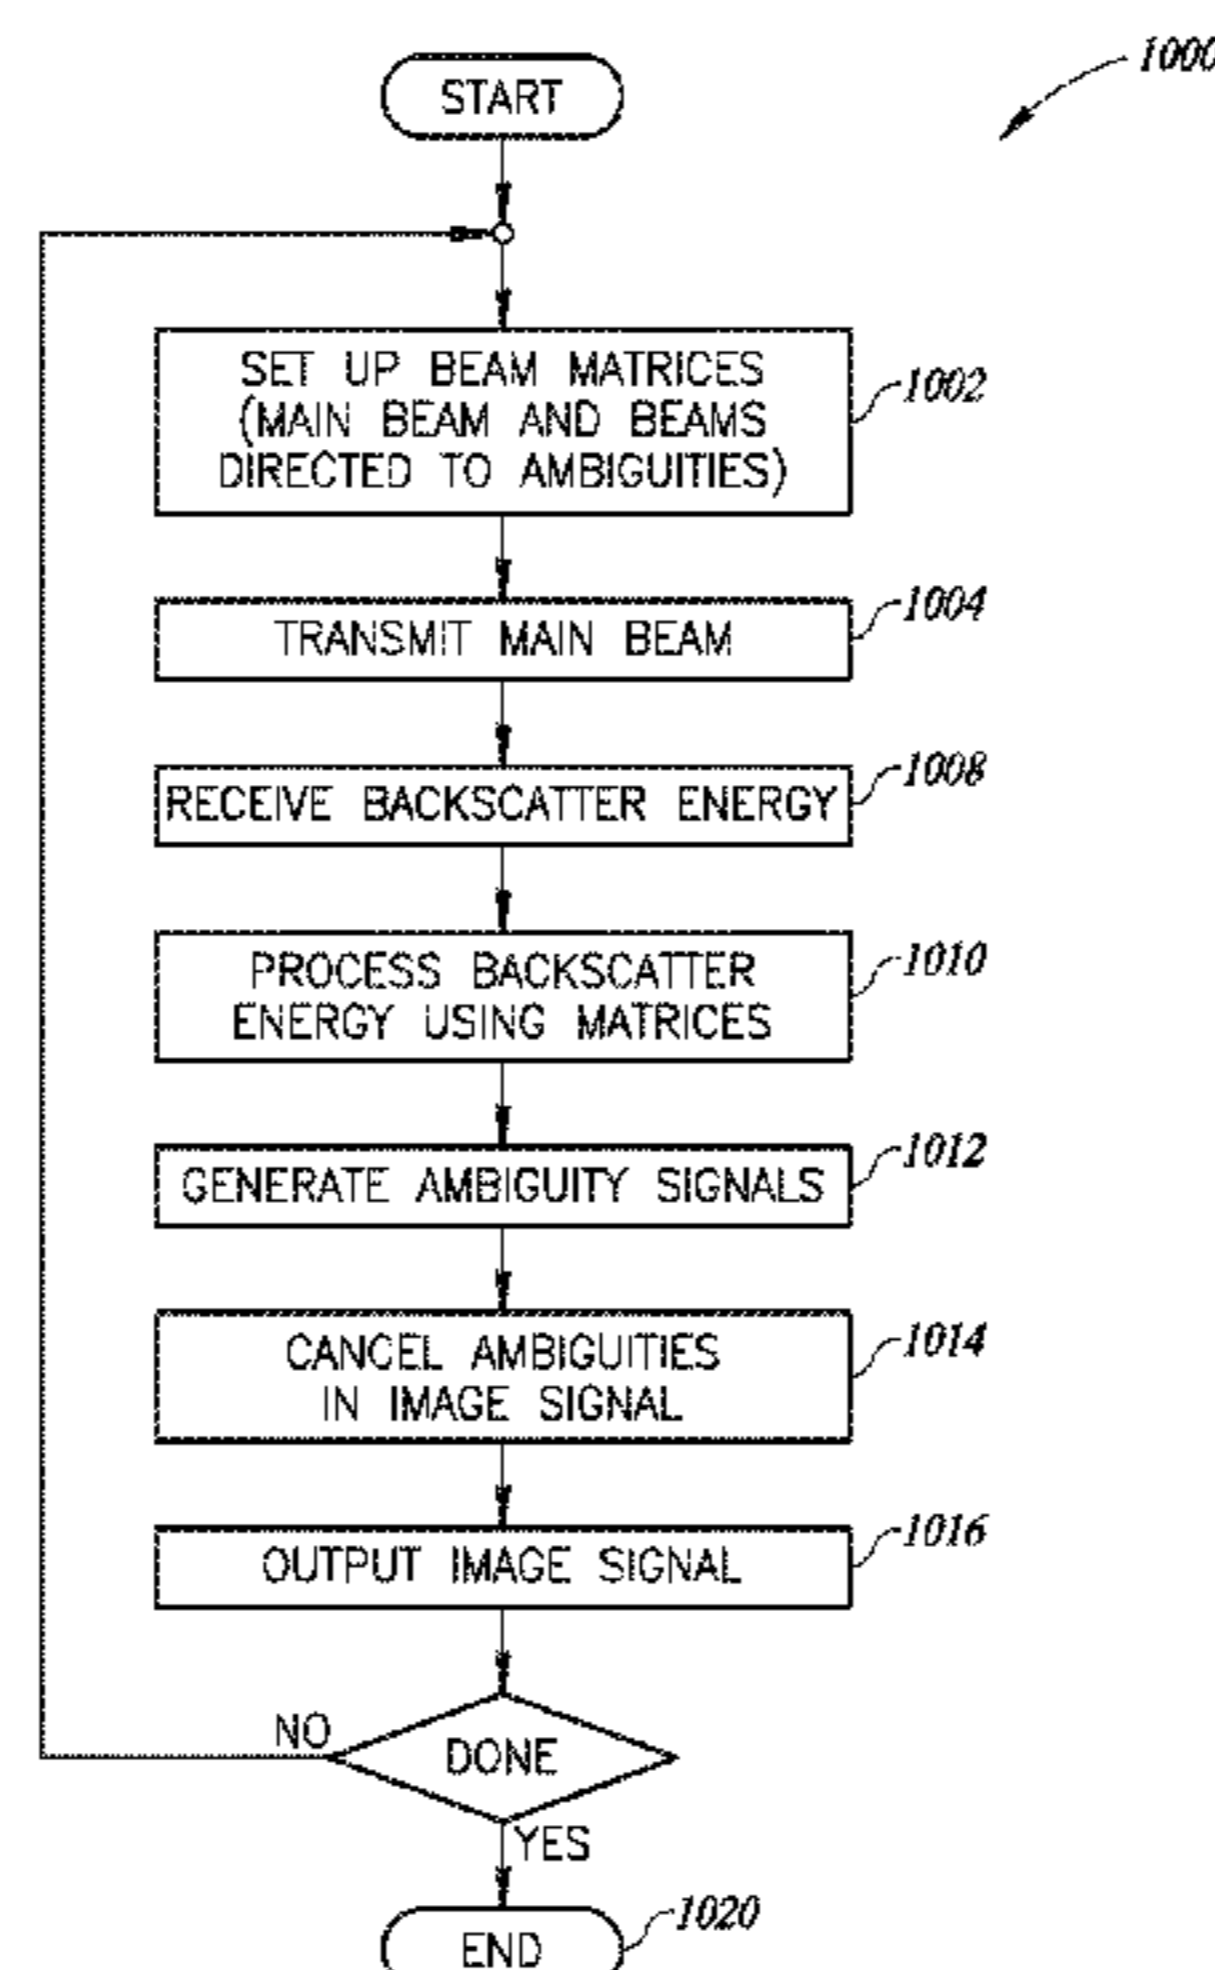 1000
START
SET UP BEAM MATRICES
(MAIN BEAM AND BEAMS
DIRECTED TO AMBIGUITIES)
1002
TRANSMIT MAIN BEAM
1004
RECEIVE BACKSCATTER ENERGY
1008
PROCESS BACKSCATTER
ENERGY USING MATRICES
1010
GENERATE AMBIGUITY SIGNALS
1012
CANCEL AMBIGUITIES
IN IMAGE SIGNAL
1014
OUTPUT IMAGE SIGNAL
1016
NO
DONE
YES
END
1020